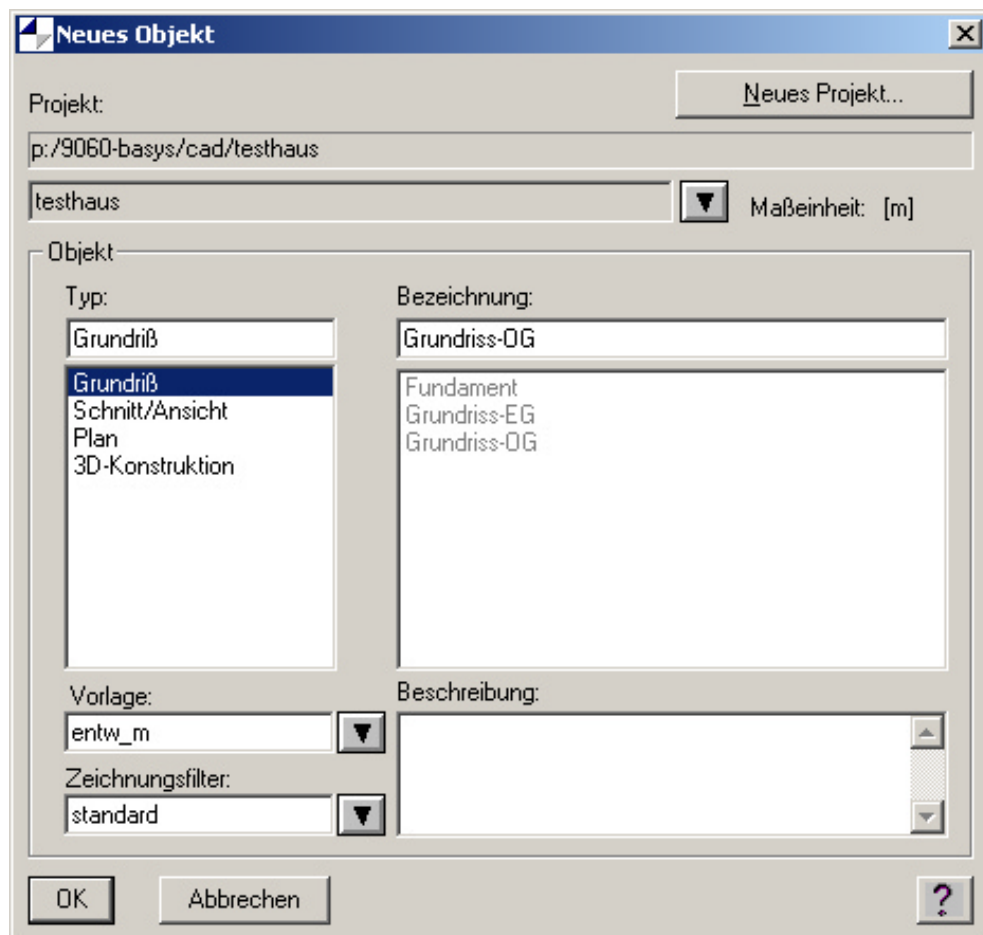 Neues Objekt
Neues Projekt...
Projekt:
p:/9060-basys/cad/testhaus
testhaus
Maßeinheit: [m]
Objekt
Typ:
Grundriß
Grundriß
Schnitt/Ansicht
Plan
3D-Konstruktion
Bezeichnung:
Grundriss-OG
Fundament
Grundriss-EG
Grundriss-OG
Vorlage:
entw_m
Zeichnungsfilter:
standard
Beschreibung:
OK
Abbrechen
?